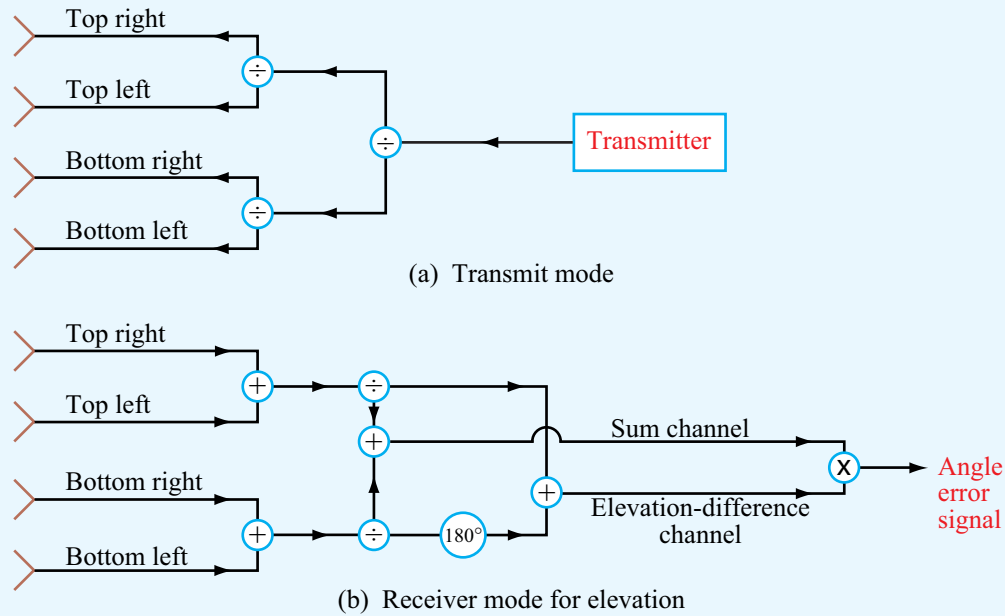 Top right
÷
Top left
÷
Transmitter
Bottom right
÷
Bottom left
(a) Transmit mode
Top right
+
÷
Top left
+
Sum channel
x
Angle
error
signal
Bottom right
+
Elevation-difference
channel
+
÷
180°
Bottom left
(b) Receiver mode for elevation